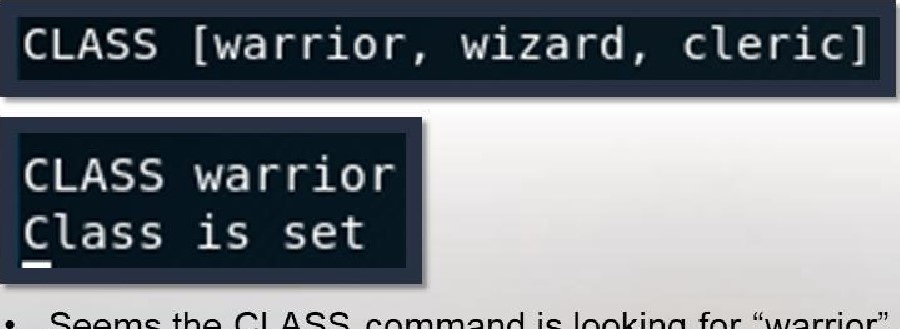 CLASS [warrior, wizard, cleric]
CLASS warrior
Class is set
• Seems the CLASS command is looking for “warrior”